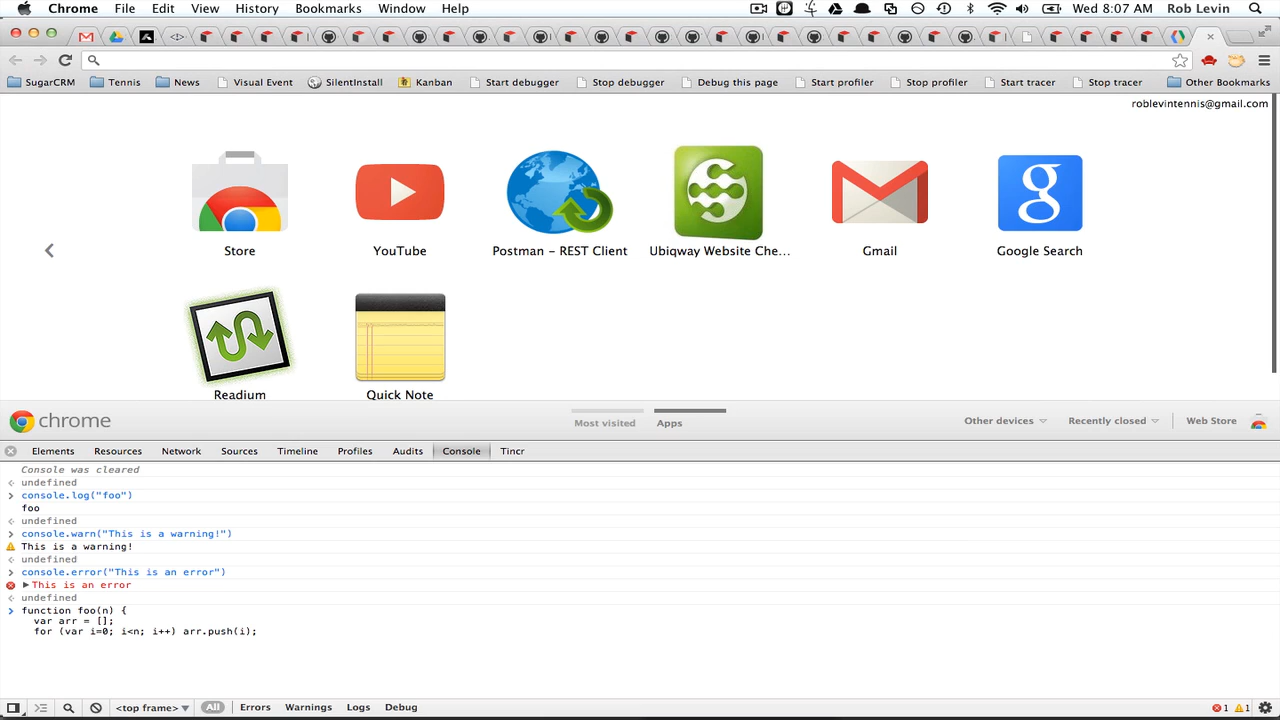 Chrome File Edit View History Bookmarks Window Help Wed 8:07 AM Rob Levin
SugarCRM Tennis News Visual Event SilentInstall Kanban Start debugger Stop debugger Debug this page Start profiler Stop profiler Start tracer Stop tracer Other Bookmarks
roblevintennis@gmail.com
Store YouTube Postman - REST Client Ubiqway Website Che... Gmail Google Search
Readium Quick Note
chrome Most visited Apps Other devices Recently closed Web Store
Elements Resources Network Sources Timeline Profiles Audits Console Tincr
Console was cleared
undefined
console.log("foo")
foo
undefined
console.warn("This is a warning!")
This is a warning!
undefined
console.error("This is an error")
This is an error
undefined
function foo(n) {
var arr = [];
for (var i=0; i<n; i++) arr.push(i);
<top frame> All Errors Warnings Logs Debug 1 1